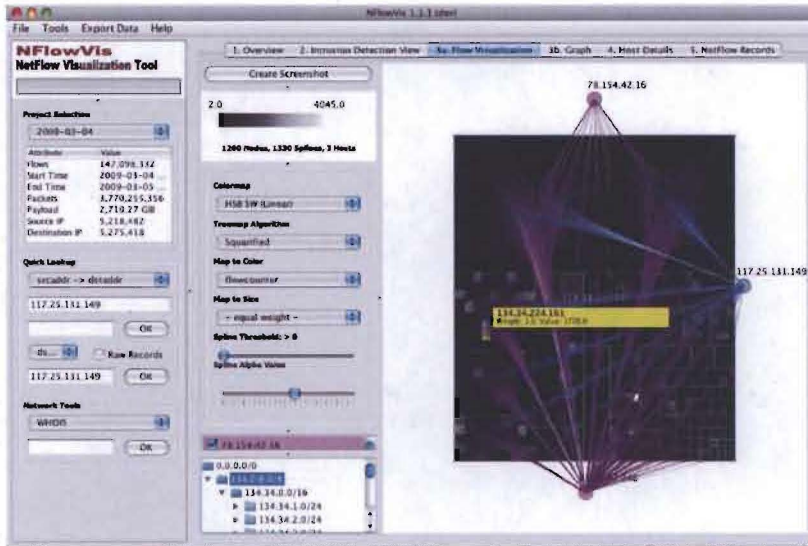 NFlowVis 1.1.1 (dev)
File Tools Export Data Help
NFlowVis
NetFlow Visualization Tool
Project Selection
2009-03-04
Attribute Value
Flows 147,098,332
Start Time 2009-03-04 ...
End Time 2009-03-05 ...
Packets 3,770,255,356
Payload 2,719.27 GB
Source IP 5,218,482
Destination IP 5,275,418
Quick Lookup
srcaddr -> dstaddr
117.25.131.149
OK
ds... Raw Records
117.25.131.149 OK
Network Tools
WHOIS
OK
1. Overview 2. Intrusion Detection View 3a. Flow Visualization 3b. Graph 4. Host Details 5. NetFlow Records
Create Screenshot
2.0 4045.0
1260 Nodes, 1330 Splines, 3 Hosts
Colormap
HSB SW (Linear)
Treemap Algorithm
Squarified
Map to Color
flowcounter
Map to Size
- equal weight -
Spline Threshold: > 0
Spline Alpha Value
78.154.42.16
0.0.0.0/0
134.34.0.0/16
134.34.1.0/24
134.34.2.0/24
78.154.42.16
117.25.131.149
134.34.224.161